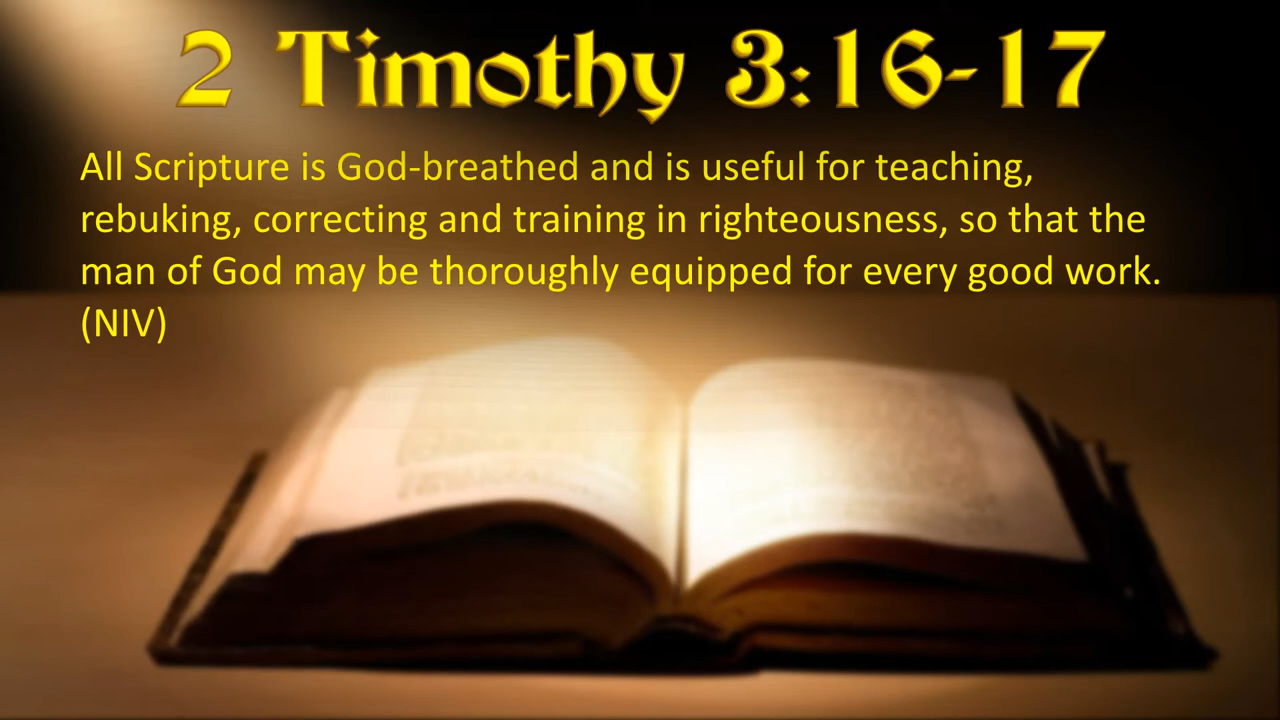 2 Timothy 3:16-17
All Scripture is God-breathed and is useful for teaching,
rebuking, correcting and training in righteousness, so that the
man of God may be thoroughly equipped for every good work.
(NIV)